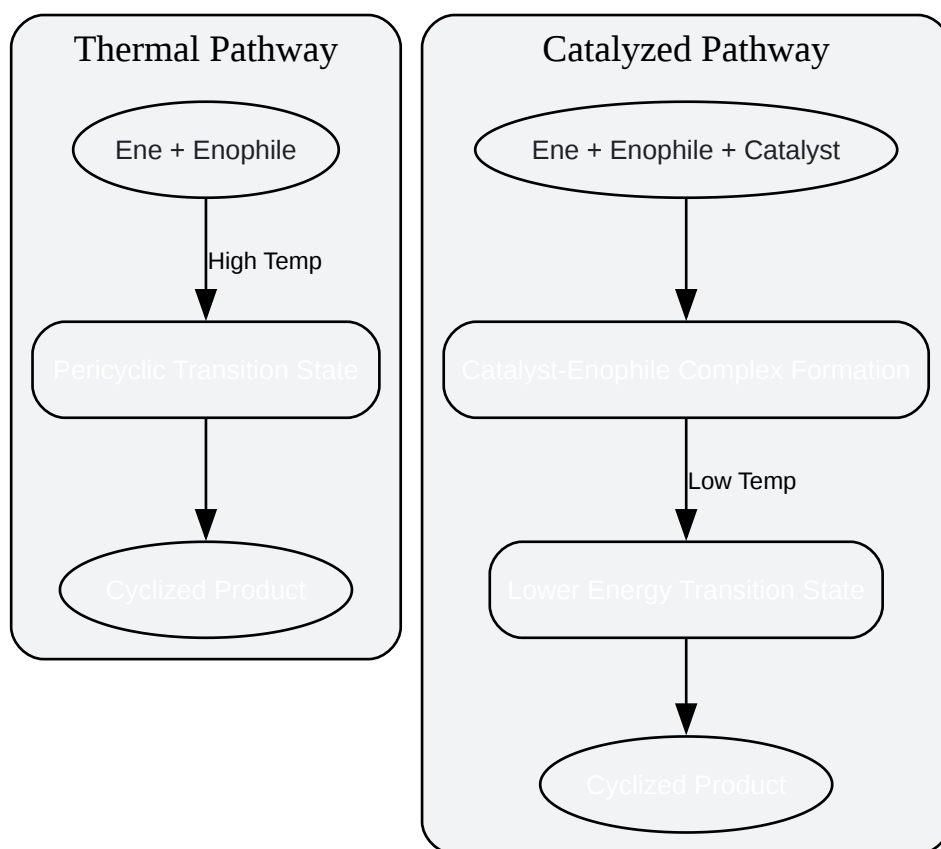 Thermal Pathway
Ene + Enophile
High Temp
Pericyclic Transition State
Cyclized Product
Catalyzed Pathway
Ene + Enophile + Catalyst
Catalyst-Enophile Complex Formation
Low Temp
Lower Energy Transition State
Cyclized Product